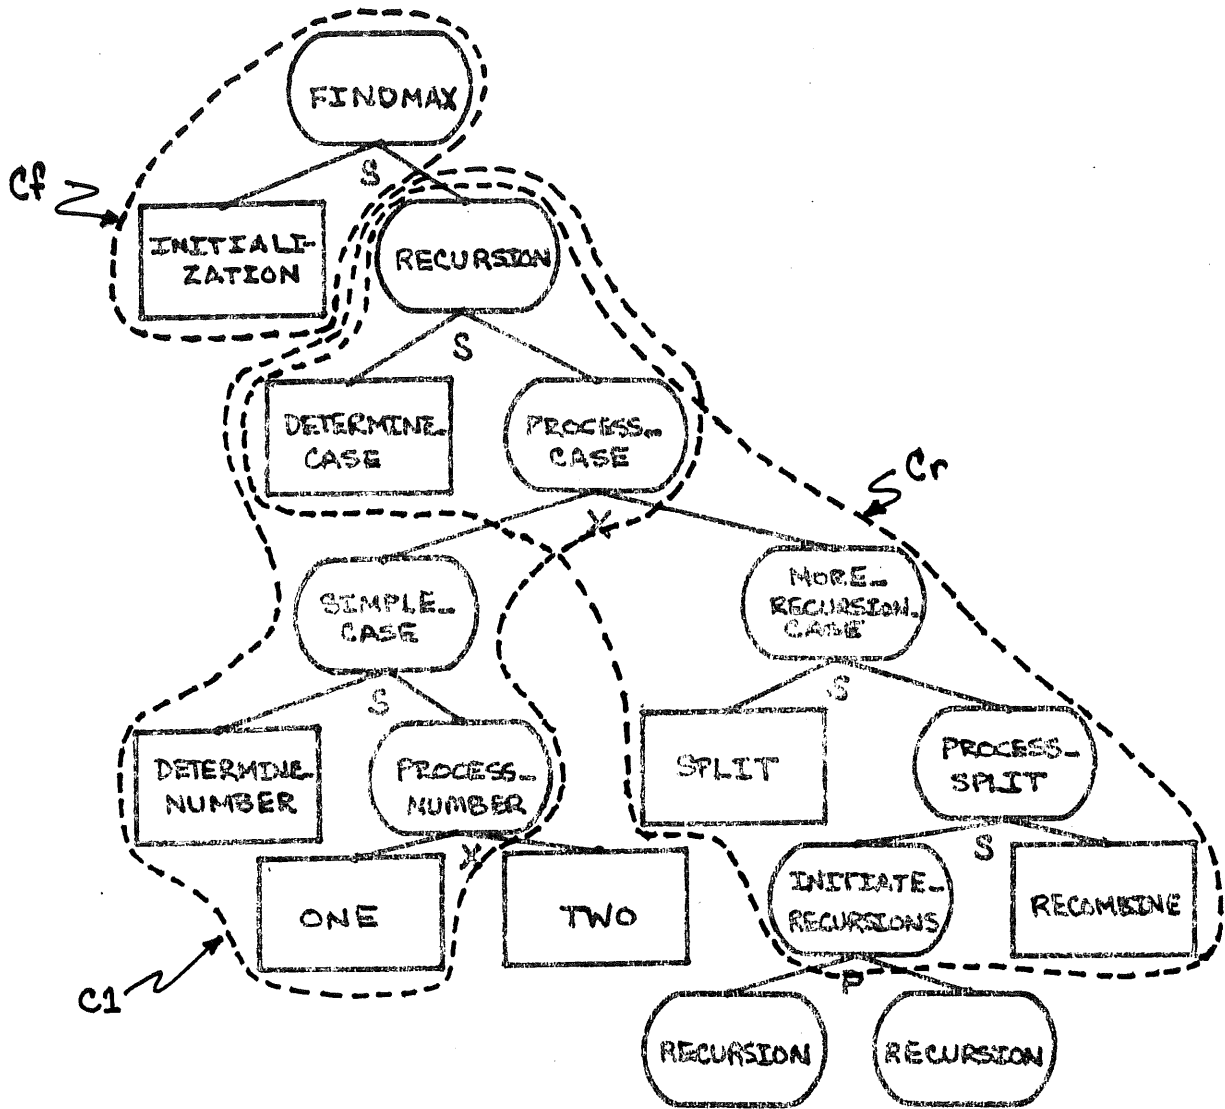 FINDMAX
S
Cf
INITIALI-
ZATION
RECURSION
S
DETERMINE_
CASE
PROCESS_
CASE
Cr
X
SIMPLE_
CASE
MORE_
RECURSION_
CASE
S
S
DETERMINE_
NUMBER
PROCESS_
NUMBER
SPLIT
PROCESS_
SPLIT
X
S
ONE
TWO
INITIATE_
RECURSIONS
RECOMBINE
C1
P
RECURSION
RECURSION